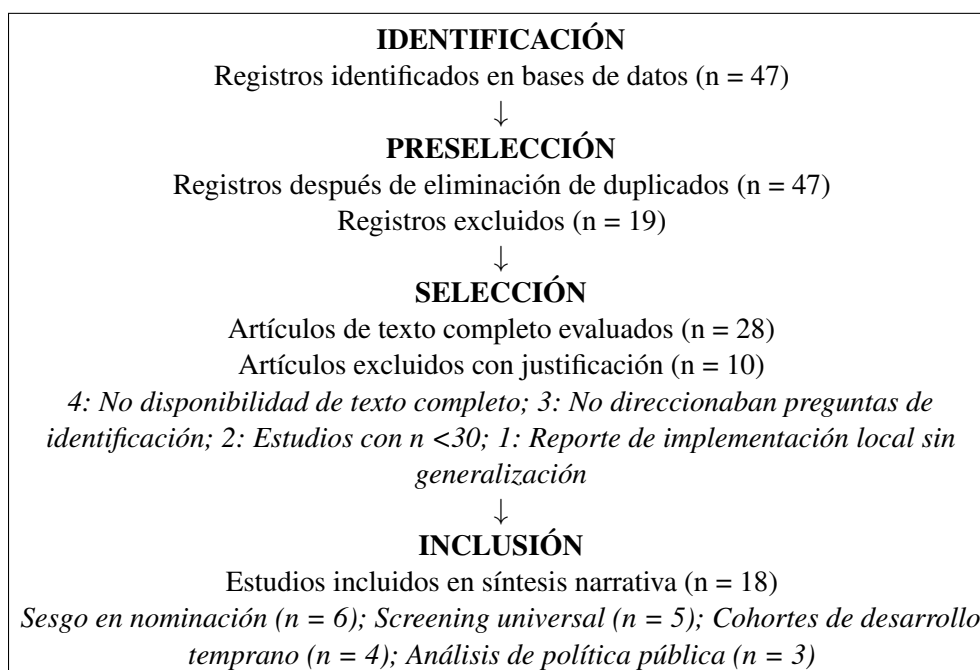 IDENTIFICACIÓN
Registros identificados en bases de datos (n = 47)
↓
PRESELECCIÓN
Registros después de eliminación de duplicados (n = 47)
Registros excluidos (n = 19)
↓
SELECCIÓN
Artículos de texto completo evaluados (n = 28)
Artículos excluidos con justificación (n = 10)
4: No disponibilidad de texto completo; 3: No direccionaban preguntas de
identificación; 2: Estudios con n <30; 1: Reporte de implementación local sin
generalización
↓
INCLUSIÓN
Estudios incluidos en síntesis narrativa (n = 18)
Sesgo en nominación (n = 6); Screening universal (n = 5); Cohortes de desarrollo
temprano (n = 4); Análisis de política pública (n = 3)